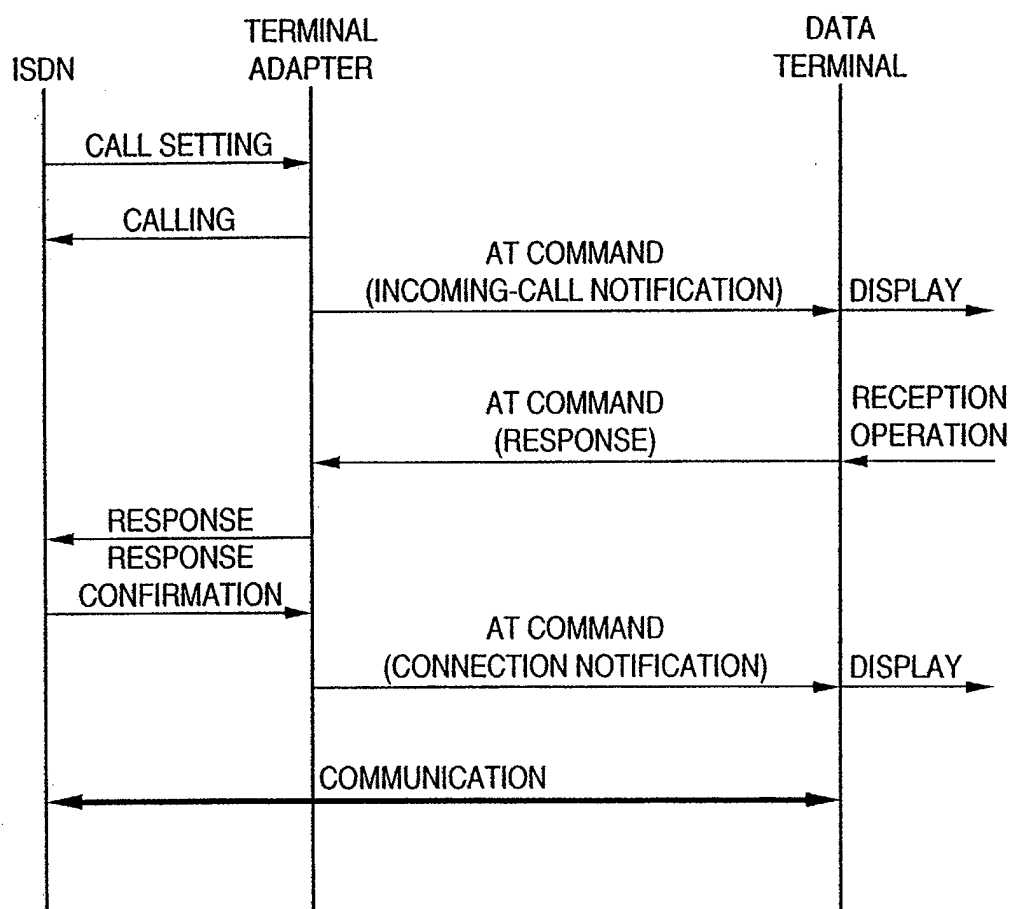 ISDN
TERMINAL
ADAPTER
DATA
TERMINAL
CALL SETTING
CALLING
AT COMMAND
(INCOMING-CALL NOTIFICATION)
DISPLAY
AT COMMAND
(RESPONSE)
RECEPTION
OPERATION
RESPONSE
RESPONSE
CONFIRMATION
AT COMMAND
(CONNECTION NOTIFICATION)
DISPLAY
COMMUNICATION